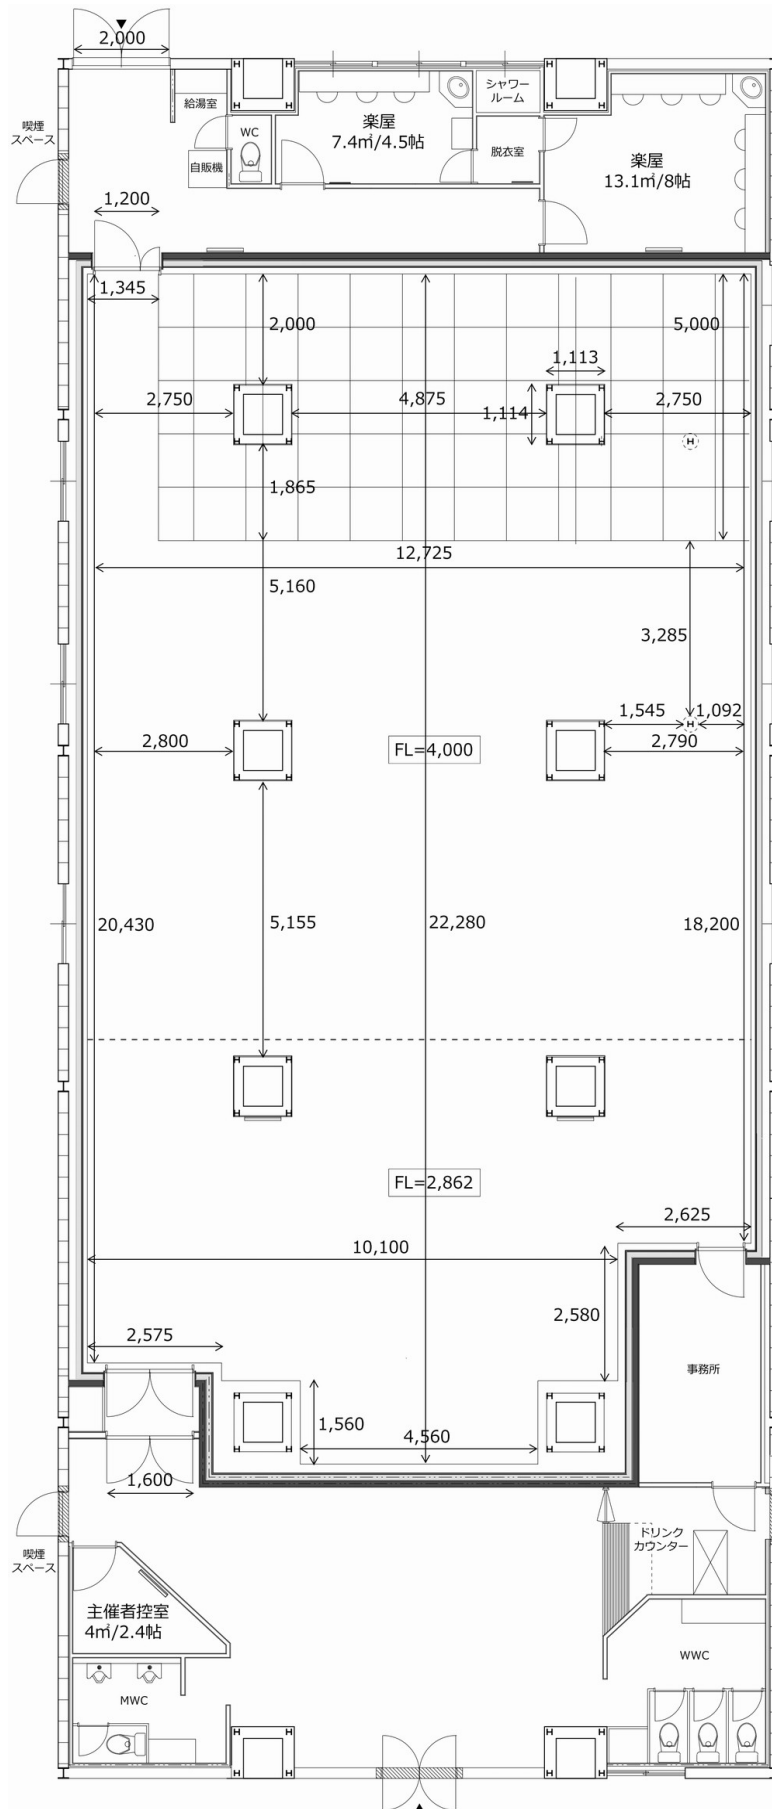 2,000
給湯室
シャワー
ルーム
喫煙
スペース
WC
楽屋
7.4㎡/4.5帖
脱衣室
自販機
楽屋
13.1㎡/8帖
1,200
1,345
2,000
5,000
1,113
2,750
4,875
1,114
2,750
1,865
12,725
5,160
3,285
1,545
1,092
2,800
FL=4,000
2,790
20,430
5,155
22,280
18,200
FL=2,862
2,625
10,100
2,580
2,575
事務所
1,560
4,560
1,600
喫煙
スペース
ドリンク
カウンター
主催者控室
4㎡/2.4帖
WWC
MWC